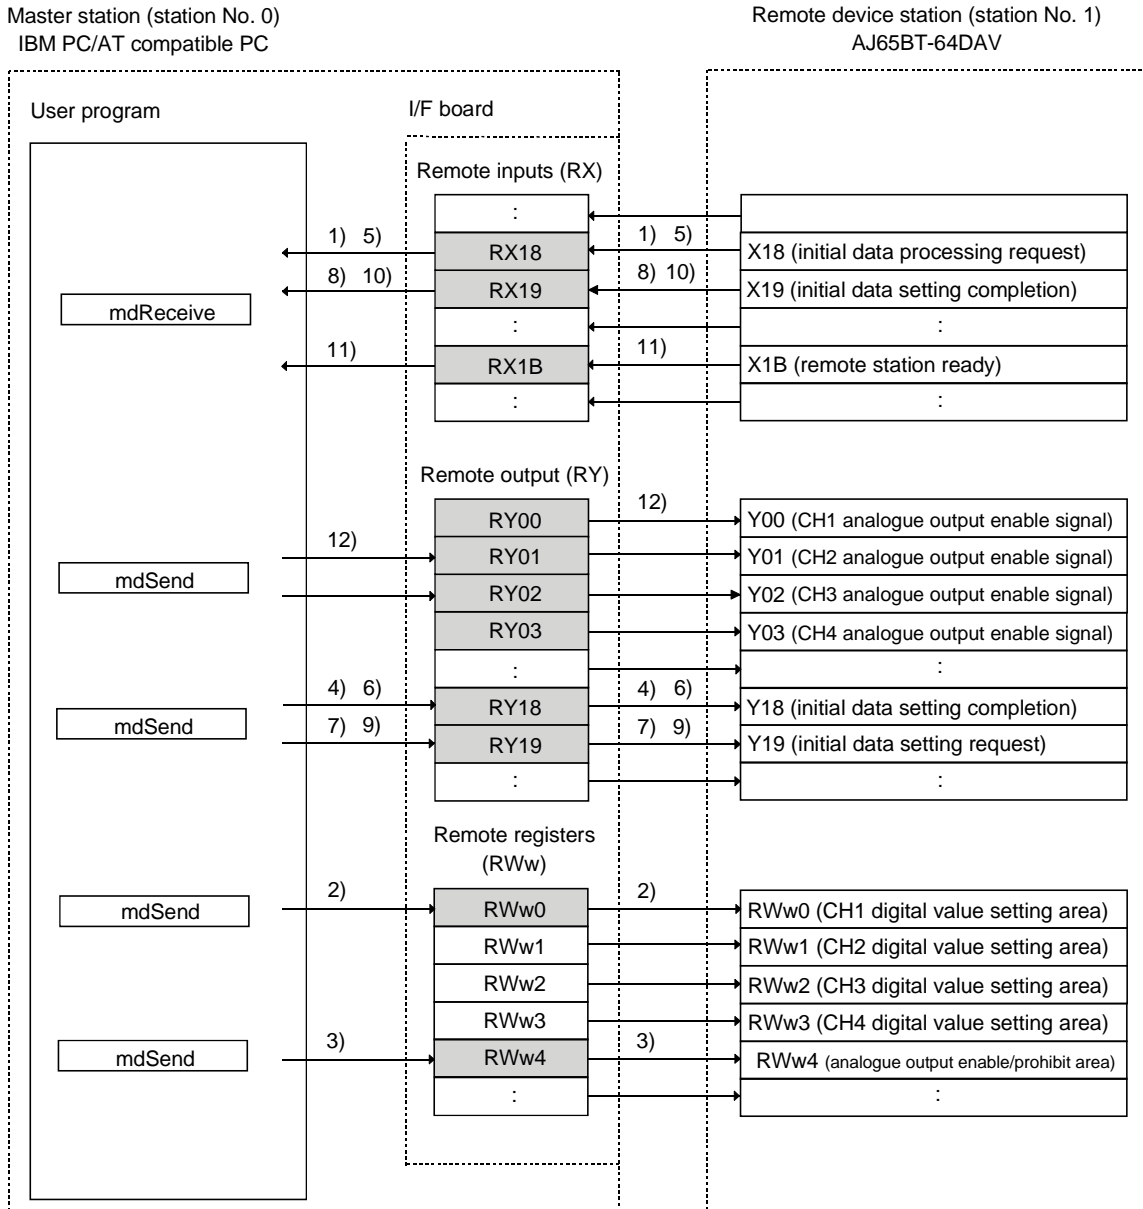 Master station (station No. 0)
IBM PC/AT compatible PC
Remote device station (station No. 1)
AJ65BT-64DAV
User program
I/F board
Remote inputs (RX)
:
1) 5)
RX18
1) 5)
X18 (initial data processing request)
8) 10)
RX19
8) 10)
X19 (initial data setting completion)
mdReceive
:
:
11)
RX1B
11)
X1B (remote station ready)
:
:
Remote output (RY)
RY00
12)
Y00 (CH1 analogue output enable signal)
12)
RY01
Y01 (CH2 analogue output enable signal)
mdSend
RY02
Y02 (CH3 analogue output enable signal)
RY03
Y03 (CH4 analogue output enable signal)
:
:
4) 6)
RY18
4) 6)
Y18 (initial data setting completion)
mdSend
7) 9)
RY19
7) 9)
Y19 (initial data setting request)
:
:
Remote registers
(RWw)
mdSend
2)
RWw0
2)
RWw0 (CH1 digital value setting area)
RWw1
RWw1 (CH2 digital value setting area)
RWw2
RWw2 (CH3 digital value setting area)
RWw3
RWw3 (CH4 digital value setting area)
mdSend
3)
RWw4
3)
RWw4 (analogue output enable/prohibit area)
:
: